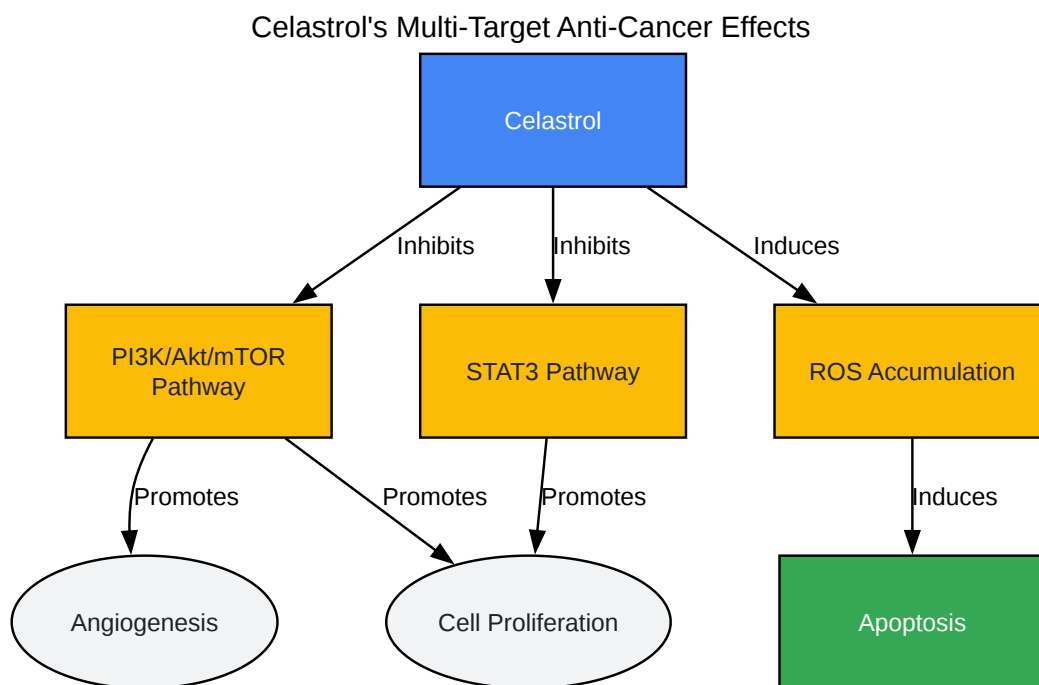 Celastrol's Multi-Target Anti-Cancer Effects
Celastrol
Inhibits
Inhibits
Induces
PI3K/Akt/mTOR
Pathway
STAT3 Pathway
ROS Accumulation
Promotes
Promotes
Promotes
Induces
Angiogenesis
Cell Proliferation
Apoptosis